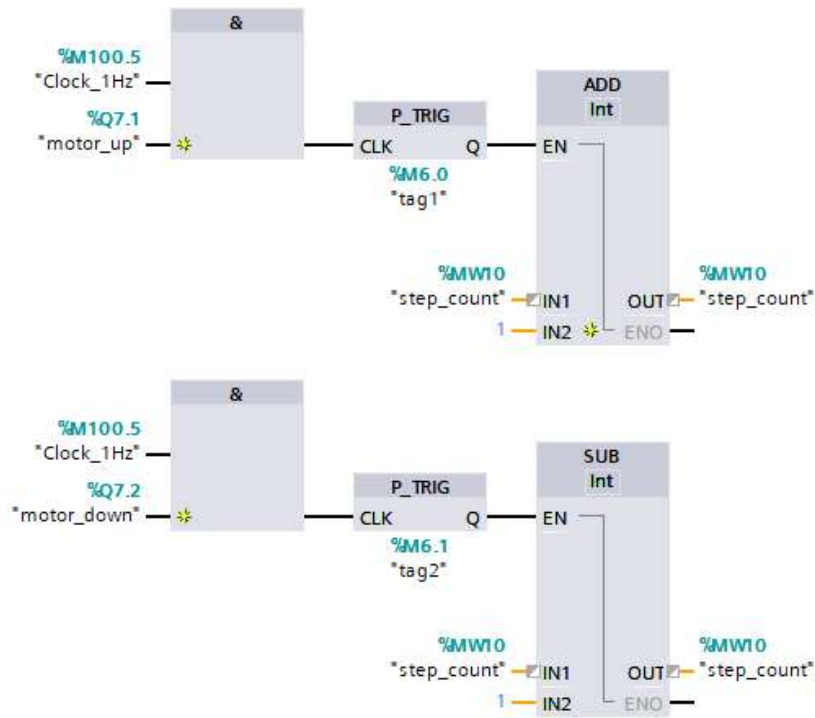 &
%M100.5
"Clock_1Hz"
%Q7.1
"motor_up"
P_TRIG
CLK Q
%M6.0
"tag1"
ADD
Int
EN
%MW10
"step_count"
IN1
1
IN2
OUT
%MW10
"step_count"
ENO
&
%M100.5
"Clock_1Hz"
%Q7.2
"motor_down"
P_TRIG
CLK Q
%M6.1
"tag2"
SUB
Int
EN
%MW10
"step_count"
IN1
1
IN2
OUT
%MW10
"step_count"
ENO